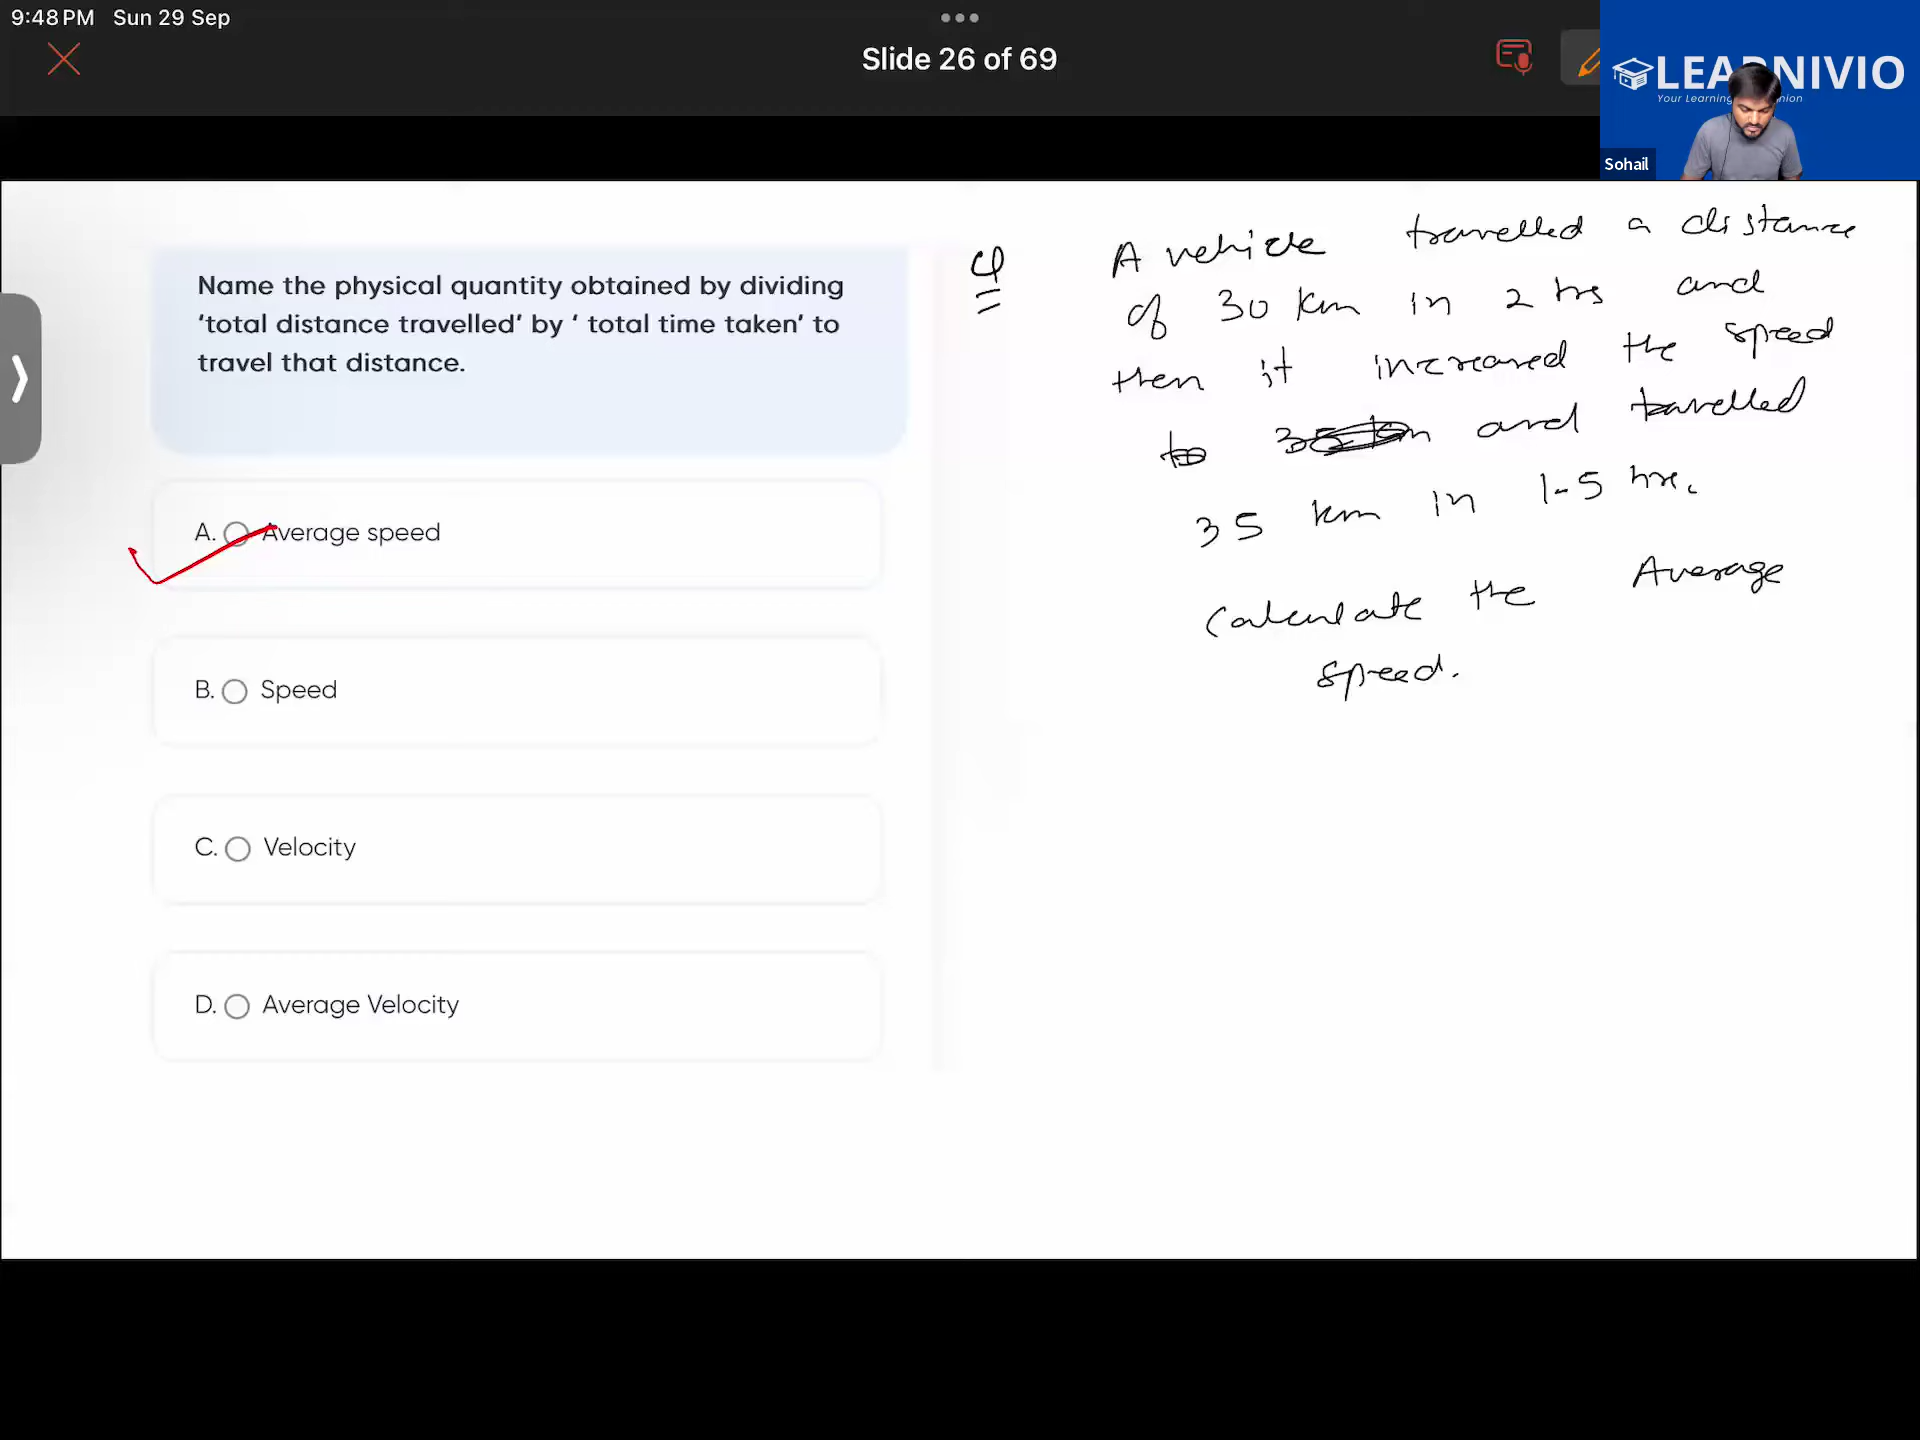 9:48 PM Sun 29 Sep
Slide 26 of 69
LEARNIVIO
Your Learning
Sohail
Name the physical quantity obtained by dividing
‘total distance travelled’ by ‘ total time taken’ to
travel that distance.
A. Average speed
B. Speed
C. Velocity
D. Average Velocity
Q A vehicle travelled a distance
of 30 km in 2 hrs and
then it increased the speed
to and travelled
35 km in 1.5 hrs.
Calculate the Average
speed.